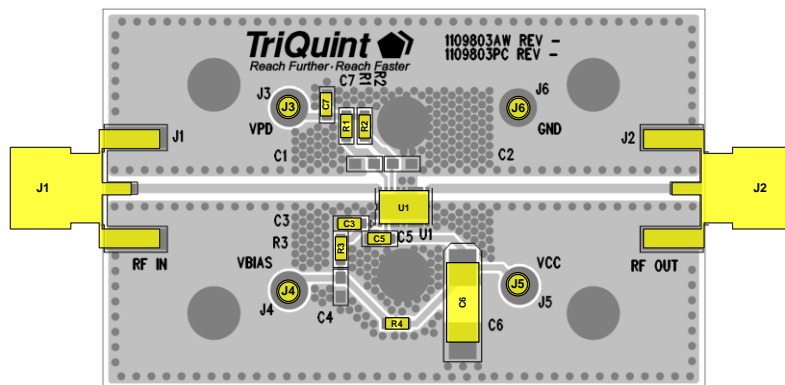 TriQuint
Reach Further · Reach Faster
1109803AW REV -
1109803PC REV -
C7
R1
R2
J3
J3
C7
VPD
R1
R2
J6
J6
GND
J1
J2
C1
C2
J1
J2
U1
C3
C3
R3
R3
C5
C5
U1
RF IN
VBIAS
VCC
RF OUT
J4
J4
J5
J5
C4
R4
C6
C6